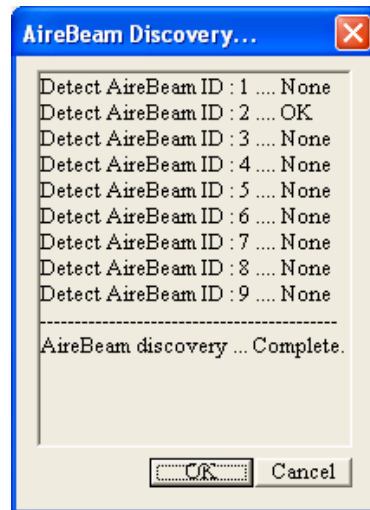 AireBeam Discovery...
Detect AireBeam ID : 1 .... None
Detect AireBeam ID : 2 .... OK
Detect AireBeam ID : 3 .... None
Detect AireBeam ID : 4 .... None
Detect AireBeam ID : 5 .... None
Detect AireBeam ID : 6 .... None
Detect AireBeam ID : 7 .... None
Detect AireBeam ID : 8 .... None
Detect AireBeam ID : 9 .... None
-------------------------------------------
AireBeam discovery ... Complete.
OK Cancel